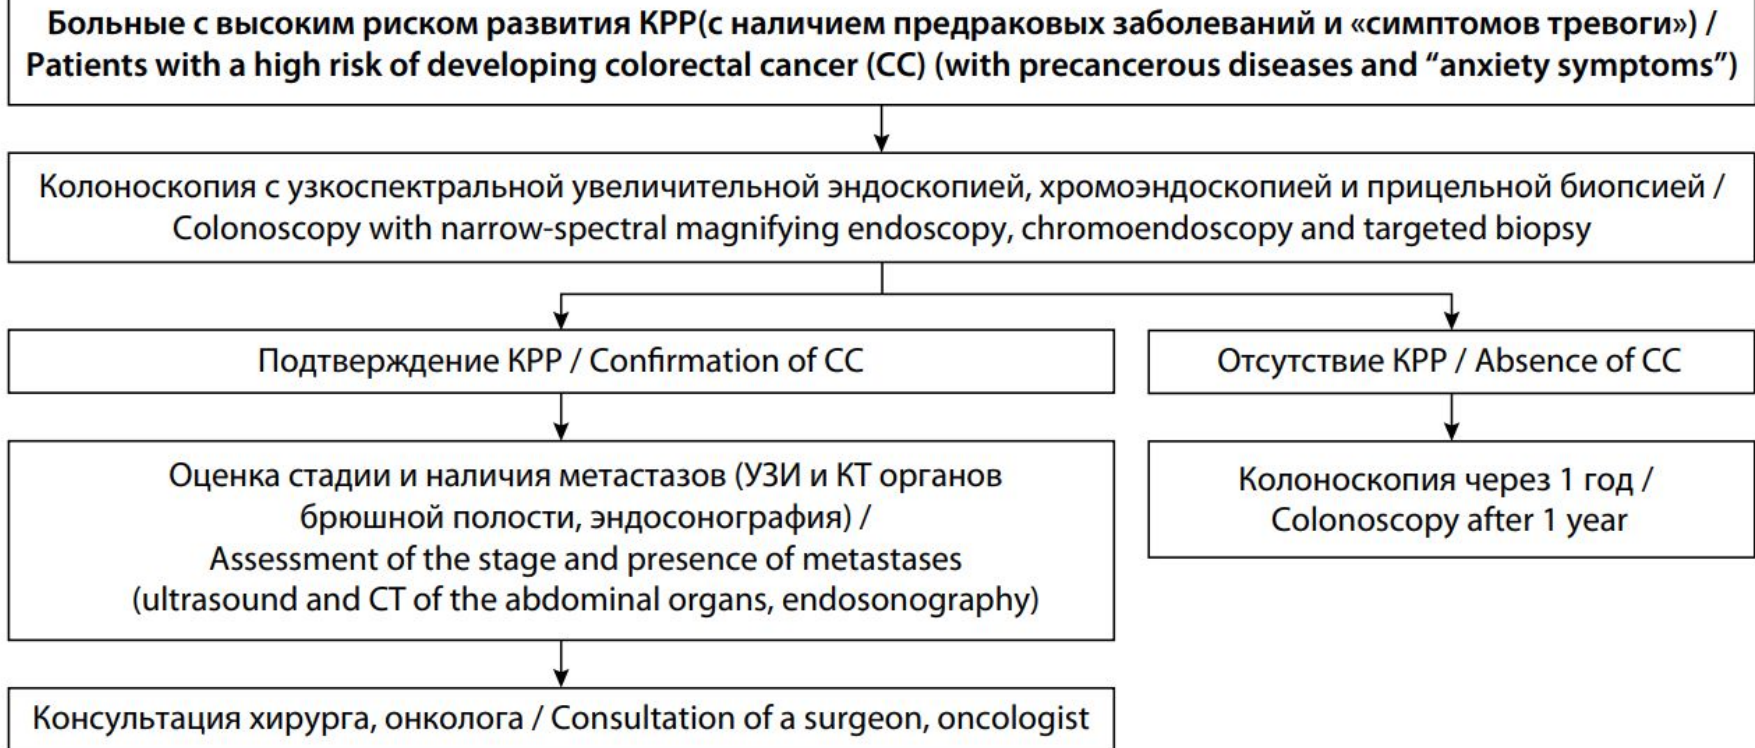 Больные с высоким риском развития КРР(с наличием предраковых заболеваний и «симптомов тревоги») /
Patients with a high risk of developing colorectal cancer (CC) (with precancerous diseases and “anxiety symptoms”)
Колоноскопия с узкоспектральной увеличительной эндоскопией, хромоэндоскопией и прицельной биопсией /
Colonoscopy with narrow-spectral magnifying endoscopy, chromoendoscopy and targeted biopsy
Подтверждение КРР / Confirmation of CC
Отсутствие КРР / Absence of CC
Оценка стадии и наличия метастазов (УЗИ и КТ органов
брюшной полости, эндосонография) /
Assessment of the stage and presence of metastases
(ultrasound and CT of the abdominal organs, endosonography)
Колоноскопия через 1 год /
Colonoscopy after 1 year
Консультация хирурга, онколога / Consultation of a surgeon, oncologist